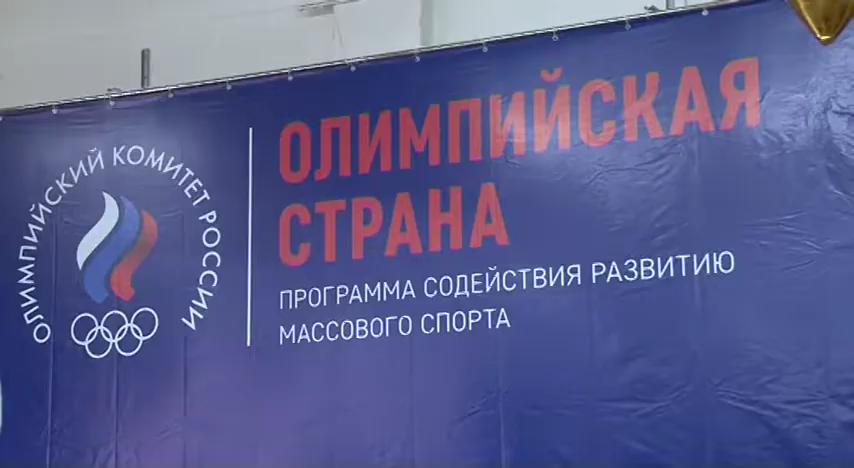 ОЛИМПИЙСКИЙ КОМИТЕТ РОССИИ
ОЛИМПИЙСКАЯ
СТРАНА
ПРОГРАММА СОДЕЙСТВИЯ РАЗВИТИЮ
МАССОВОГО СПОРТА